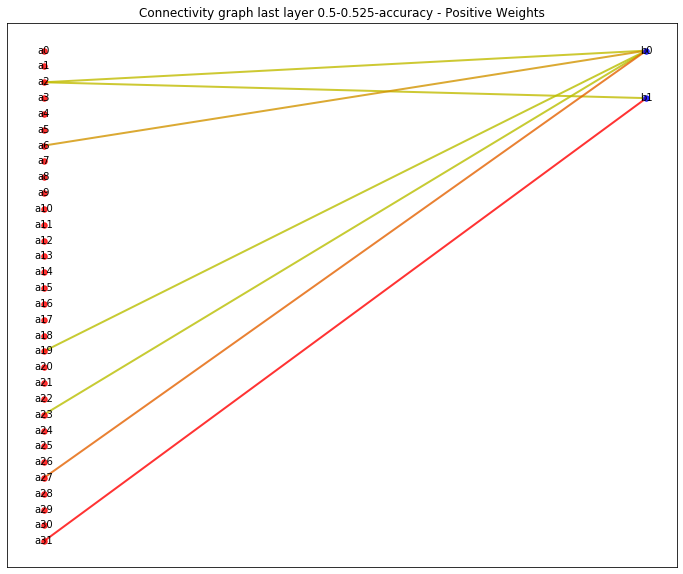 Connectivity graph last layer 0.5-0.525-accuracy - Positive Weights
a0
b0
a1
a2
a3
b1
a4
a5
a6
a7
a8
a9
a10
a11
a12
a13
a14
a15
a16
a17
a18
a19
a20
a21
a22
a23
a24
a25
a26
a27
a28
a29
a30
a31